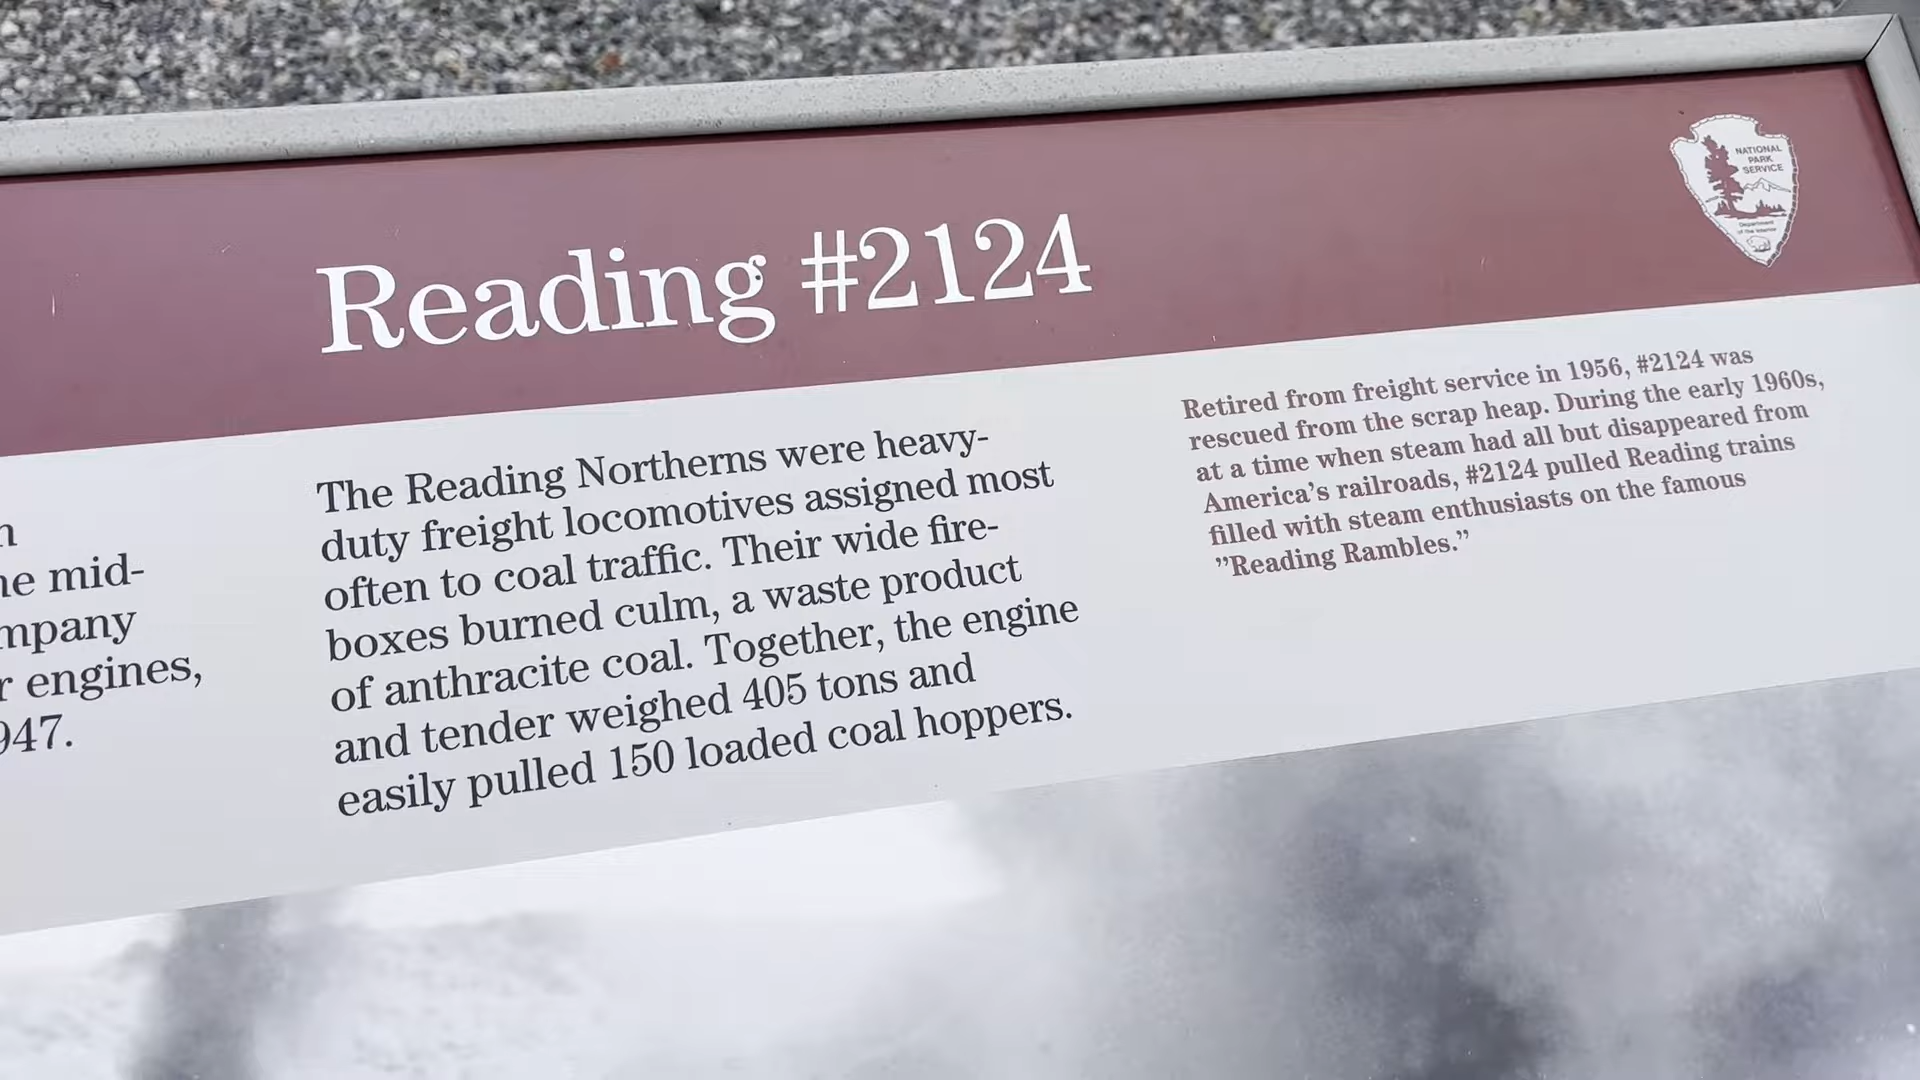 Reading #2124
NATIONAL
PARK
SERVICE
Department
of the Interior
he mid-
mpany
r engines,
947.
The Reading Northerns were heavy-
duty freight locomotives assigned most
often to coal traffic. Their wide fire-
boxes burned culm, a waste product
of anthracite coal. Together, the engine
and tender weighed 405 tons and
easily pulled 150 loaded coal hoppers.
Retired from freight service in 1956, #2124 was
rescued from the scrap heap. During the early 1960s,
at a time when steam had all but disappeared from
America’s railroads, #2124 pulled Reading trains
filled with steam enthusiasts on the famous
”Reading Rambles.”